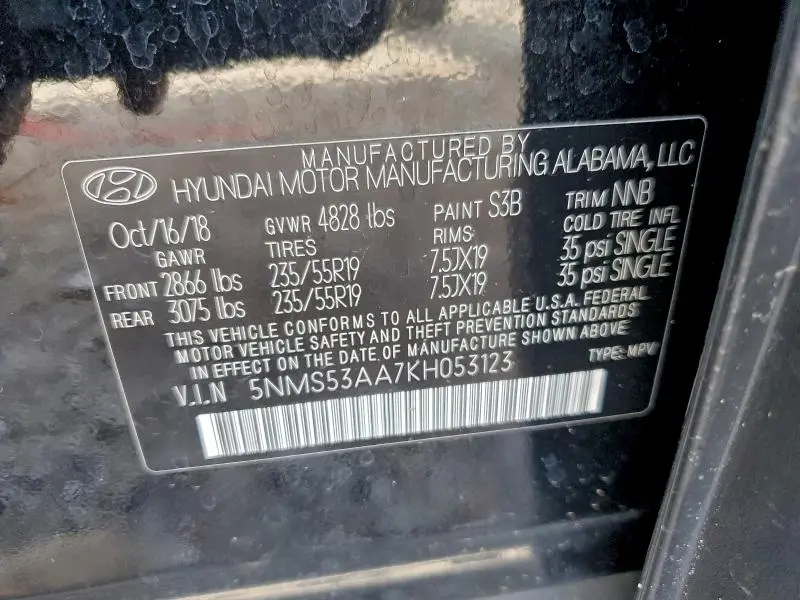 MANUFACTURED BY
HYUNDAI MOTOR MANUFACTURING ALABAMA, LLC
Oct/16/18 GVWR 4828 lbs PAINT S3B TRIM NNB
GAWR TIRES RIMS COLD TIRE INFL
FRONT 2866 lbs 235/55R19 7.5JX19 35 psi SINGLE
REAR 3075 lbs 235/55R19 7.5JX19 35 psi SINGLE
THIS VEHICLE CONFORMS TO ALL APPLICABLE U.S.A. FEDERAL
MOTOR VEHICLE SAFETY AND THEFT PREVENTION STANDARDS
IN EFFECT ON THE DATE OF MANUFACTURE SHOWN ABOVE
V.I.N 5NMS53AA7KH053123 TYPE:MPV